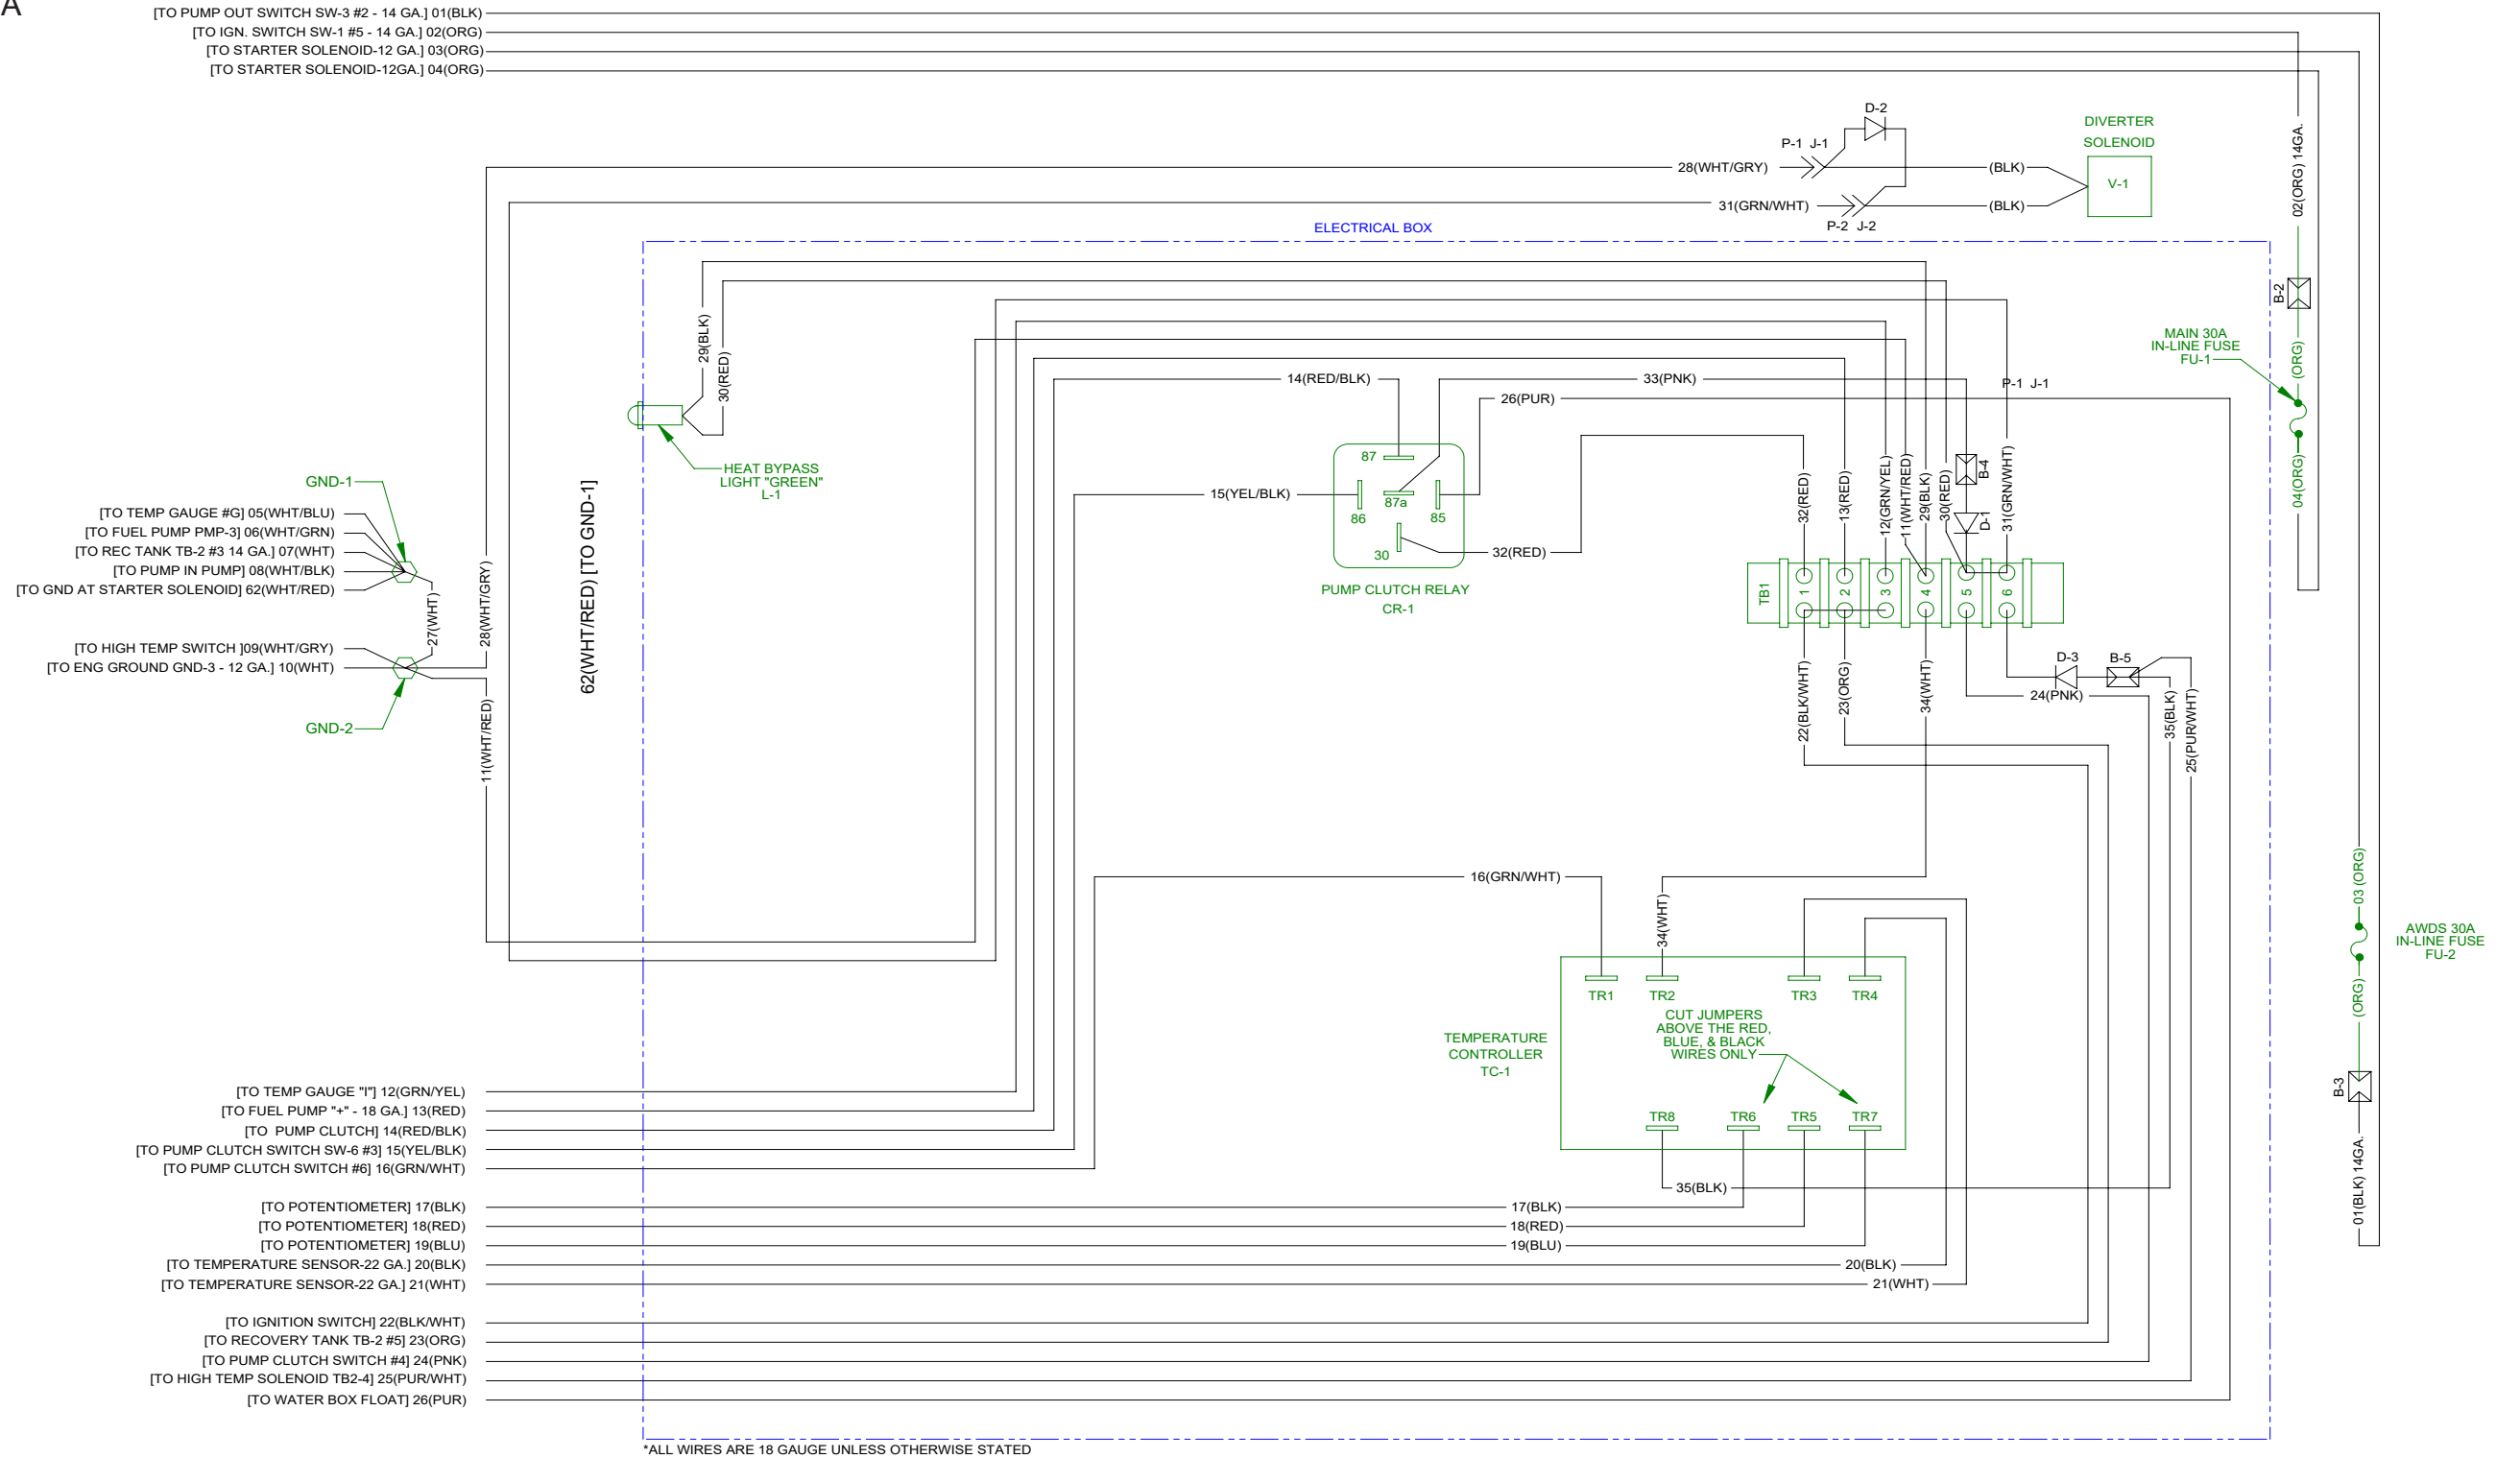 A
[TO PUMP OUT SWITCH SW-3 #2 - 14 GA.] 01(BLK)
[TO IGN. SWITCH SW-1 #5 - 14 GA.] 02(ORG)
[TO STARTER SOLENOID-12 GA.] 03(ORG)
[TO STARTER SOLENOID-12GA.] 04(ORG)
D-2
P-1 J-1
28(WHT/GRY)
(BLK)
31(GRN/WHT)
(BLK)
P-2 J-2
DIVERTER
SOLENOID
V-1
02(ORG) 14GA.
B-2
MAIN 30A
IN-LINE FUSE
FU-1
(ORG)
04(ORG)
ELECTRICAL BOX
29(BLK)
30(RED)
HEAT BYPASS
LIGHT "GREEN"
L-1
14(RED/BLK)
33(PNK)
26(PUR)
P-1 J-1
15(YEL/BLK)
87
87a
86
85
30
32(RED)
PUMP CLUTCH RELAY
CR-1
32(RED)
13(RED)
12(GRN/YEL)
11(WHT/RED)
29(BLK)
30(RED)
B-4
D-1
31(GRN/WHT)
TB1
1
2
3
4
5
6
GND-1
[TO TEMP GAUGE #G] 05(WHT/BLU)
[TO FUEL PUMP PMP-3] 06(WHT/GRN)
[TO REC TANK TB-2 #3 14 GA.] 07(WHT)
[TO PUMP IN PUMP] 08(WHT/BLK)
[TO GND AT STARTER SOLENOID] 62(WHT/RED)
27(WHT)
28(WHT/GRY)
62(WHT/RED) [TO GND-1]
[TO HIGH TEMP SWITCH ]09(WHT/GRY)
[TO ENG GROUND GND-3 - 12 GA.] 10(WHT)
GND-2
11(WHT/RED)
22(BLK/WHT)
23(ORG)
34(WHT)
D-3
B-5
24(PNK)
35(BLK)
25(PUR/WHT)
16(GRN/WHT)
34(WHT)
03 (ORG)
AWDS 30A
IN-LINE FUSE
FU-2
(ORG)
B-3
01(BLK) 14GA.
TR1
TR2
TR3
TR4
CUT JUMPERS
ABOVE THE RED,
BLUE, & BLACK
WIRES ONLY
TEMPERATURE
CONTROLLER
TC-1
TR8
TR6
TR5
TR7
35(BLK)
[TO TEMP GAUGE "I"] 12(GRN/YEL)
[TO FUEL PUMP "+" - 18 GA.] 13(RED)
[TO PUMP CLUTCH] 14(RED/BLK)
[TO PUMP CLUTCH SWITCH SW-6 #3] 15(YEL/BLK)
[TO PUMP CLUTCH SWITCH #6] 16(GRN/WHT)
[TO POTENTIOMETER] 17(BLK)
17(BLK)
[TO POTENTIOMETER] 18(RED)
18(RED)
[TO POTENTIOMETER] 19(BLU)
19(BLU)
[TO TEMPERATURE SENSOR-22 GA.] 20(BLK)
20(BLK)
[TO TEMPERATURE SENSOR-22 GA.] 21(WHT)
21(WHT)
[TO IGNITION SWITCH] 22(BLK/WHT)
[TO RECOVERY TANK TB-2 #5] 23(ORG)
[TO PUMP CLUTCH SWITCH #4] 24(PNK)
[TO HIGH TEMP SOLENOID TB2-4] 25(PUR/WHT)
[TO WATER BOX FLOAT] 26(PUR)
*ALL WIRES ARE 18 GAUGE UNLESS OTHERWISE STATED